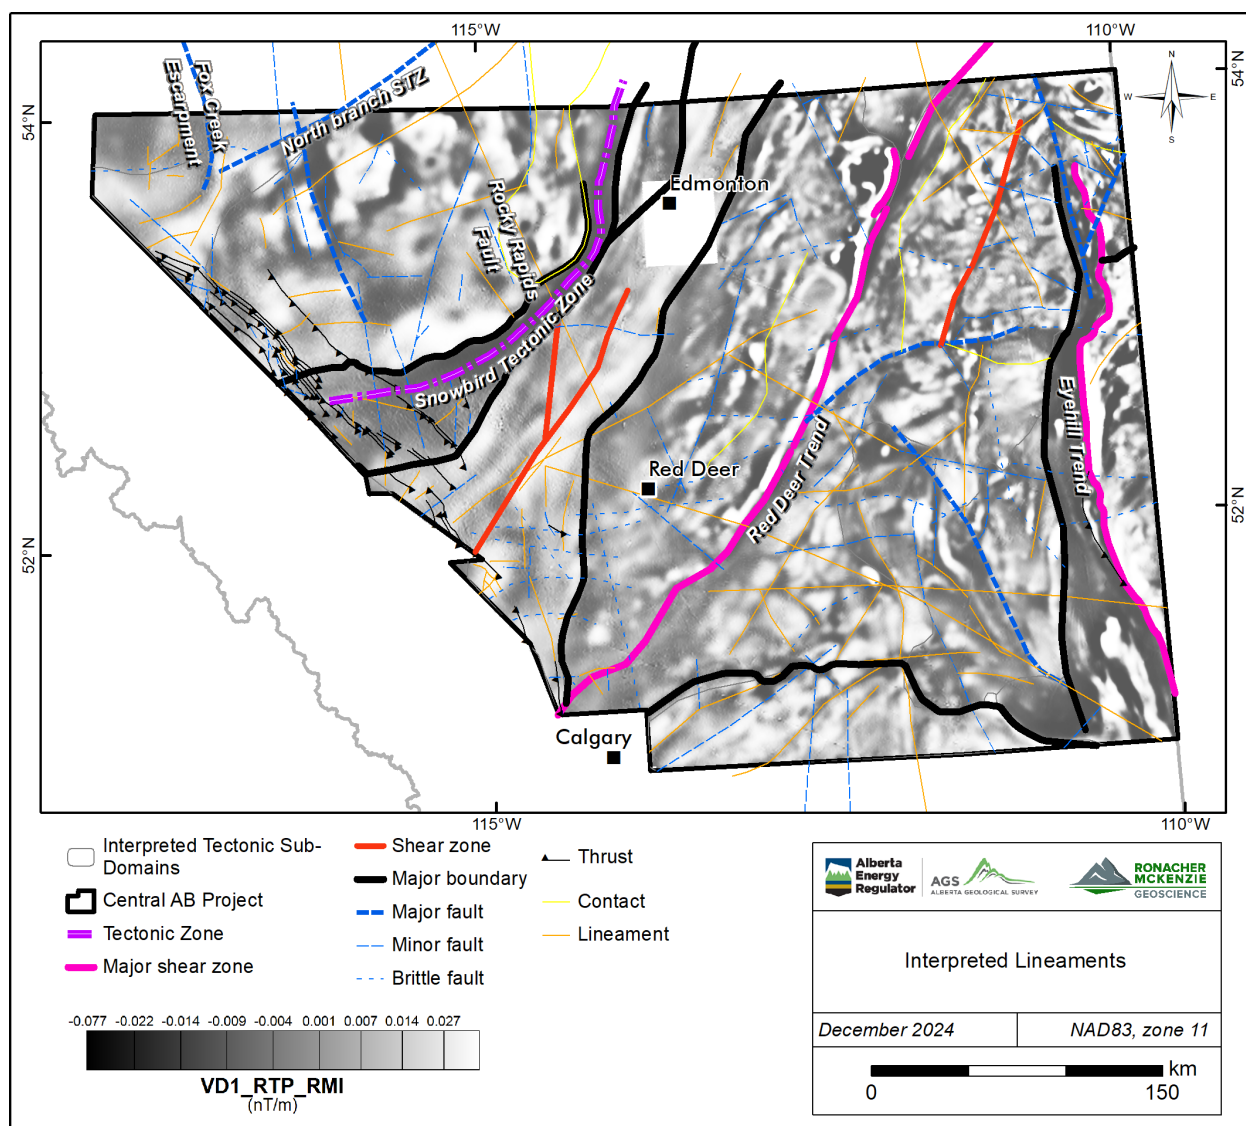 115°W
110°W
54°N
54°N
N
W
E
S
Fox Creek
Escarpment
North branch STZ
Rocky Rapids
Fault
Edmonton
Snowbird Tectonic Zone
Red Deer
Red Deer Trend
Eyehill Trend
52°N
52°N
Calgary
115°W
110°W
Interpreted Tectonic Sub-
Domains
Central AB Project
Tectonic Zone
Major shear zone
Shear zone
Major boundary
Major fault
Minor fault
Brittle fault
Thrust
Contact
Lineament
-0.077 -0.022 -0.014 -0.009 -0.004 0.001 0.007 0.014 0.027
VD1_RTP_RMI
(nT/m)
Alberta
Energy
Regulator
AGS
ALBERTA GEOLOGICAL SURVEY
RONACHER
MCKENZIE
GEOSCIENCE
Interpreted Lineaments
December 2024
NAD83, zone 11
km
0
150